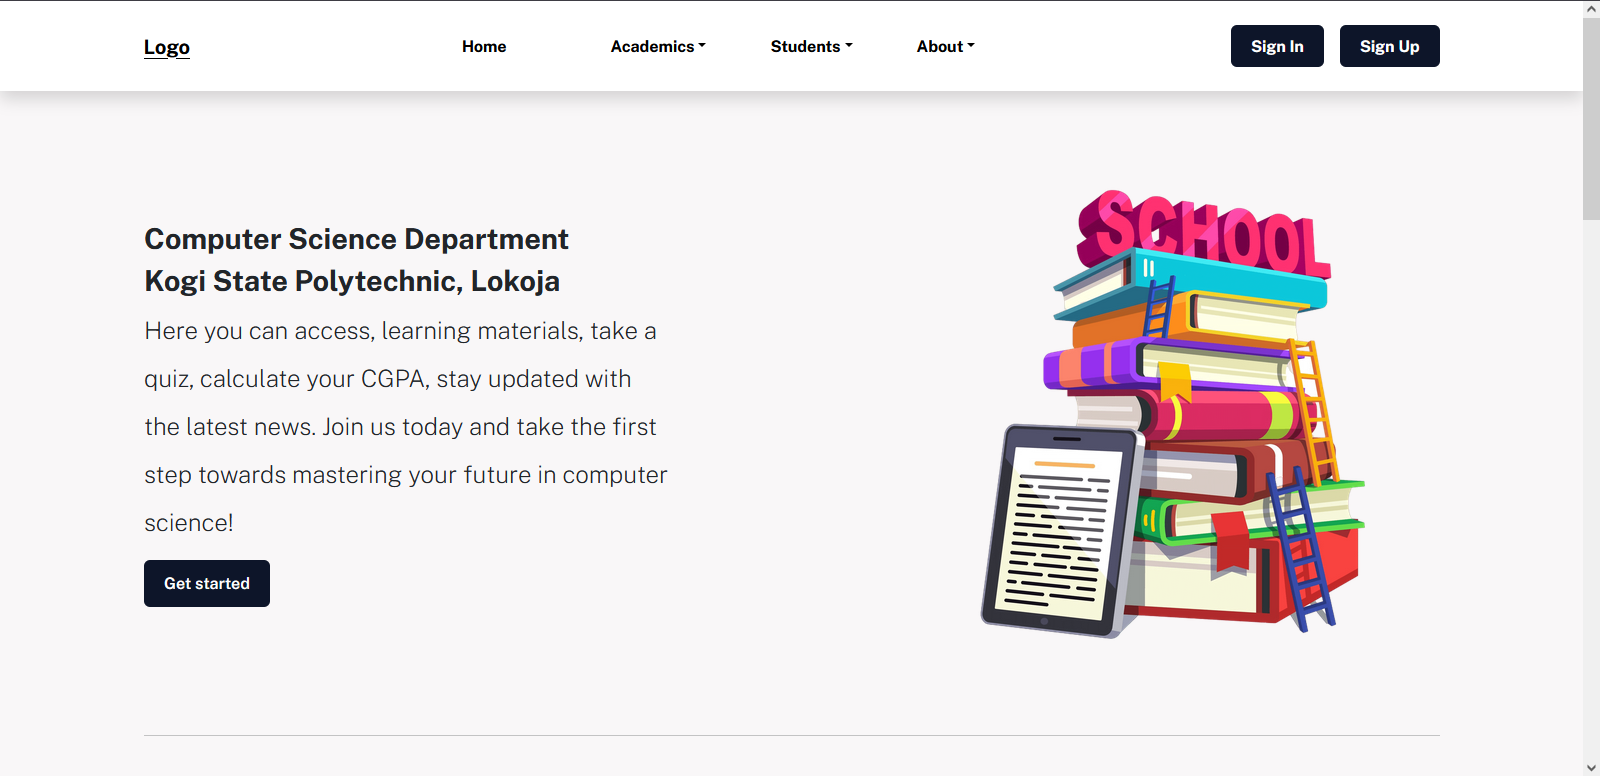 Logo
Home
Academics
Students
About
Sign In
Sign Up
Computer Science Department
Kogi State Polytechnic, Lokoja
Here you can access, learning materials, take a
quiz, calculate your CGPA, stay updated with
the latest news. Join us today and take the first
step towards mastering your future in computer
science!
Get started
SCHOOL